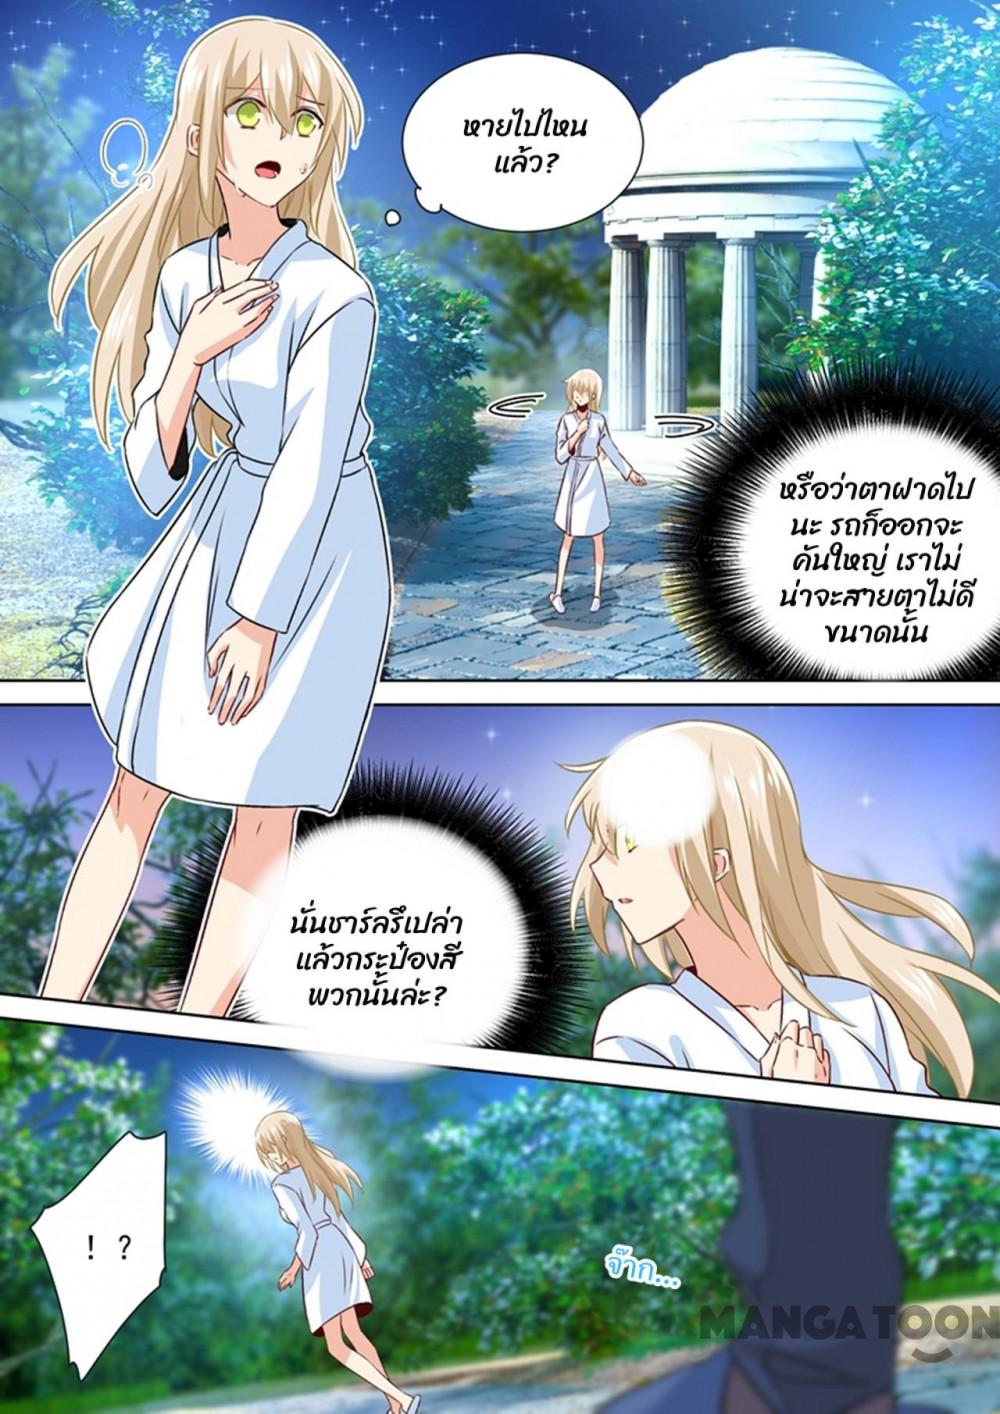 หายไปไหน
แล้ว?
หรือว่าตาฝาดไป
นะ รถก็ออกจะ
คันใหญ่ เราไม่
น่าจะสายตาไม่ดี
ขนาดนั้น
นั่นชาร์ลรึเปล่า
แล้วกระป๋องสี
พวกนั้นล่ะ?
! ?
จ๊าก...
MANGATOON